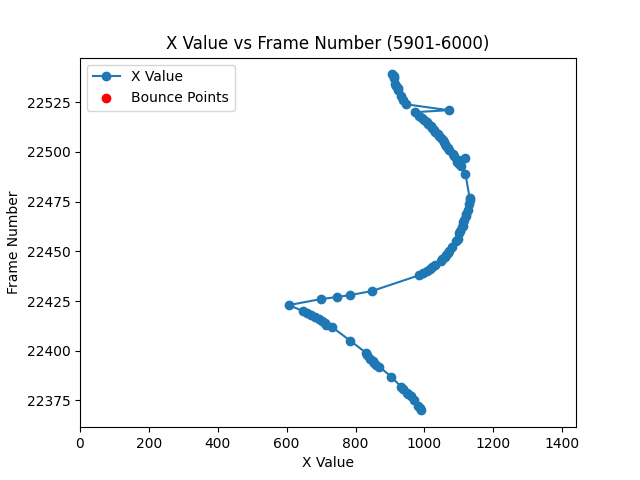 X Value vs Frame Number (5901-6000)
X Value
Bounce Points
Frame Number
22525
22500
22475
22450
22425
22400
22375
0 200 400 600 800 1000 1200 1400
X Value